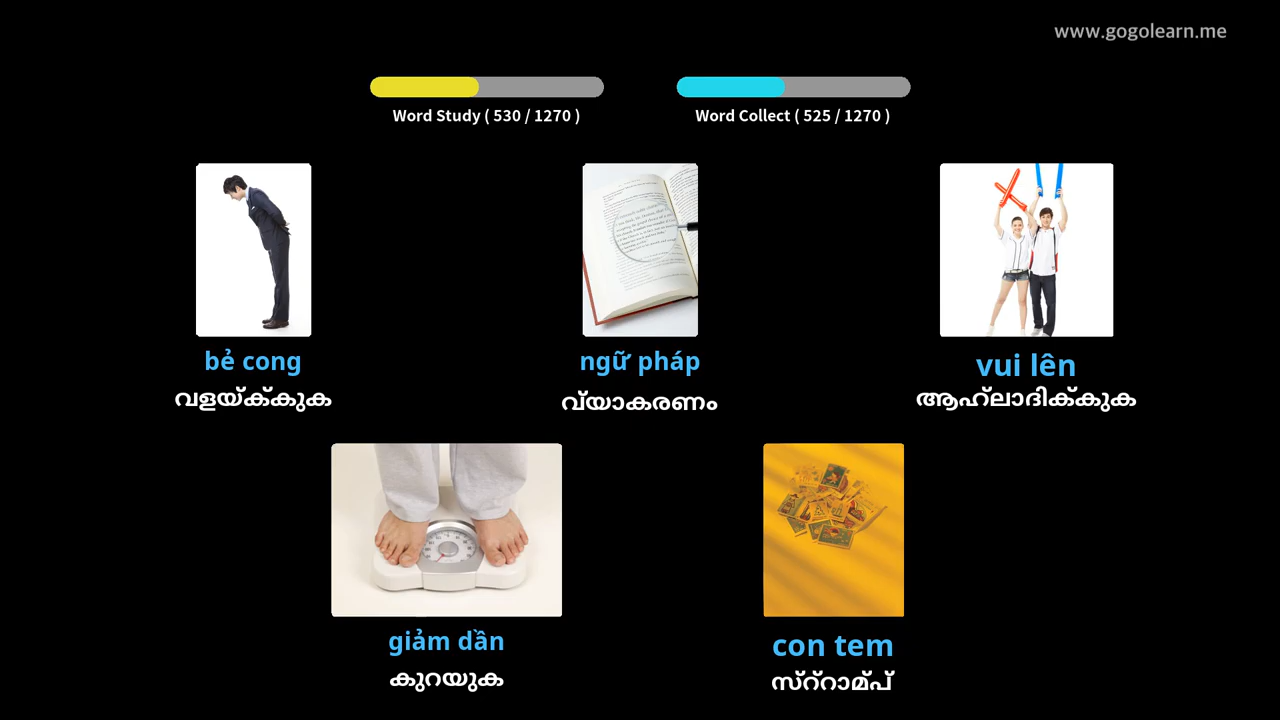 www.gogolearn.me
Word Study ( 530 / 1270 )
Word Collect ( 525 / 1270 )
bẻ cong
ngữ pháp
vui lên
വളയ്ക്കുക
വ്യാകരണം
ആഹ്ലാദിക്കുക
giảm dần
con tem
കുറയുക
സ്റ്റാമ്പ്